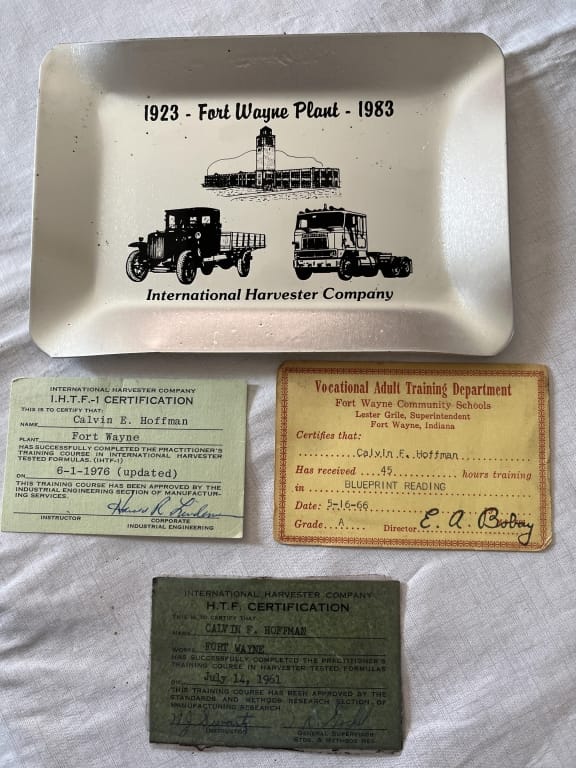 1923 - Fort Wayne Plant - 1983
International Harvester Company
INTERNATIONAL HARVESTER COMPANY
I.H.T.F.-1 CERTIFICATION
THIS IS TO CERTIFY THAT:
NAME Calvin E. Hoffman
PLANT Fort Wayne
HAS SUCCESSFULLY COMPLETED THE PRACTITIONER'S
TRAINING COURSE IN INTERNATIONAL HARVESTER
TESTED FORMULAS. (IHTF-1)
ON 6-1-1976 (updated)
THIS TRAINING COURSE HAS BEEN APPROVED BY THE
INDUSTRIAL ENGINEERING SECTION OF MANUFACTUR-
ING SERVICES.
INSTRUCTOR CORPORATE
INDUSTRIAL ENGINEERING
Vocational Adult Training Department
Fort Wayne Community Schools
Lester Grile, Superintendent
Fort Wayne, Indiana
Certifies that:
Calvin F. Hoffman
Has received 45 hours training
in BLUEPRINT READING
Date: 5-16-66
Grade A Director E. A. Bobay
INTERNATIONAL HARVESTER COMPANY
H.T.F. CERTIFICATION
THIS IS TO CERTIFY THAT
NAME CALVIN F. HOFFMAN
WORKS FORT WAYNE
HAS SUCCESSFULLY COMPLETED THE PRACTITIONER'S
TRAINING COURSE IN HARVESTER TESTED FORMULAS
ON July 14, 1961
THIS TRAINING COURSE HAS BEEN APPROVED BY THE
STANDARDS AND METHODS RESEARCH SECTION OF
MANUFACTURING RESEARCH
(INSTRUCTOR) GENERAL SUPERVISOR
STDS. & METHODS RES.